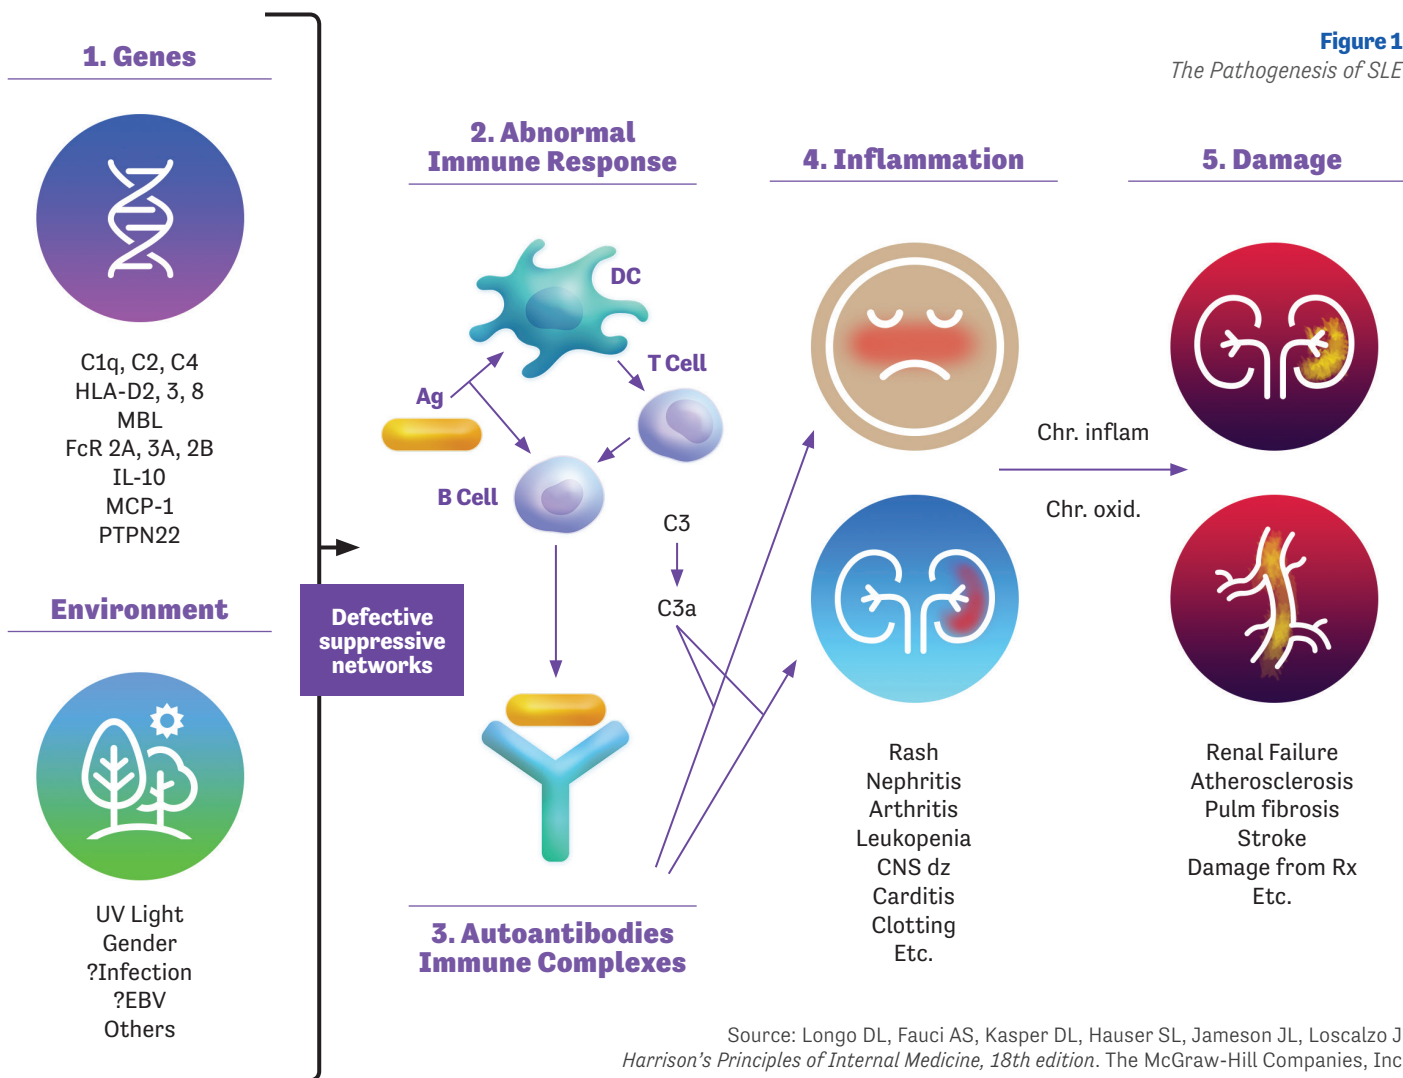 Figure 1
The Pathogenesis of SLE
1. Genes
C1q, C2, C4
HLA-D2, 3, 8
MBL
FcR 2A, 3A, 2B
IL-10
MCP-1
PTPN22
Environment
UV Light
Gender
?Infection
?EBV
Others
Defective
suppressive
networks
2. Abnormal
Immune Response
DC
T Cell
Ag
B Cell
C3
C3a
3. Autoantibodies
Immune Complexes
4. Inflammation
Rash
Nephritis
Arthritis
Leukopenia
CNS dz
Carditis
Clotting
Etc.
Chr. inflam
Chr. oxid.
5. Damage
Renal Failure
Atherosclerosis
Pulm fibrosis
Stroke
Damage from Rx
Etc.
Source: Longo DL, Fauci AS, Kasper DL, Hauser SL, Jameson JL, Loscalzo J
Harrison’s Principles of Internal Medicine, 18th edition. The McGraw-Hill Companies, Inc